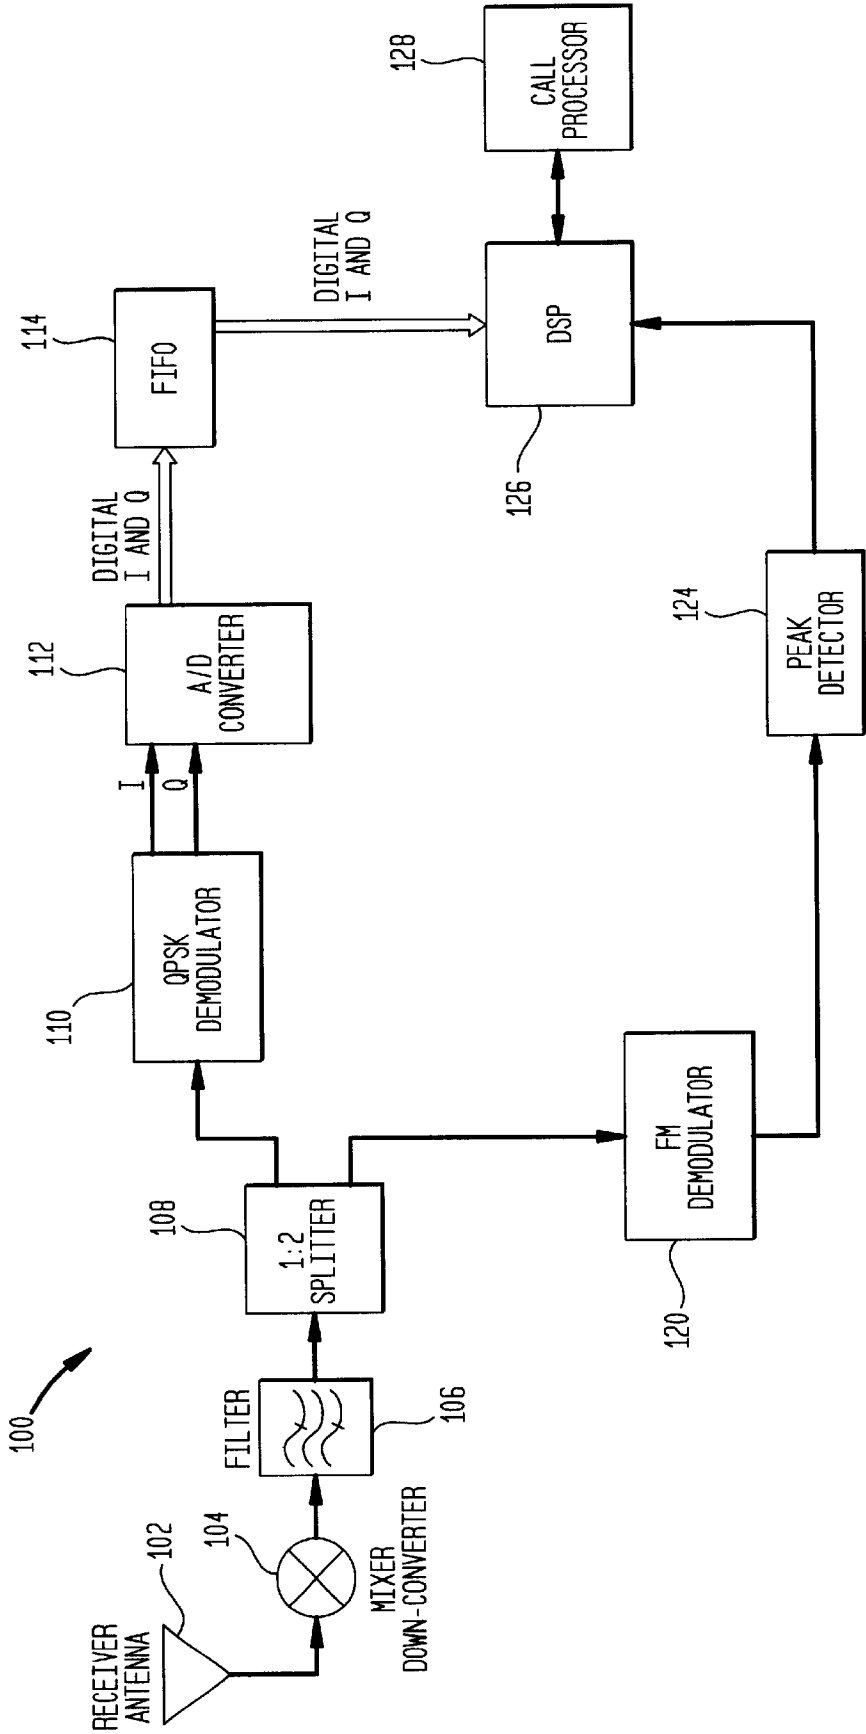 100
RECEIVER
ANTENNA
102
104
MIXER
DOWN-CONVERTER
FILTER
106
108
1:2
SPLITTER
110
QPSK
DEMODULATOR
I
Q
112
A/D
CONVERTER
DIGITAL
I AND Q
114
FIFO
DIGITAL
I AND Q
120
FM
DEMODULATOR
124
PEAK
DETECTOR
126
DSP
128
CALL
PROCESSOR